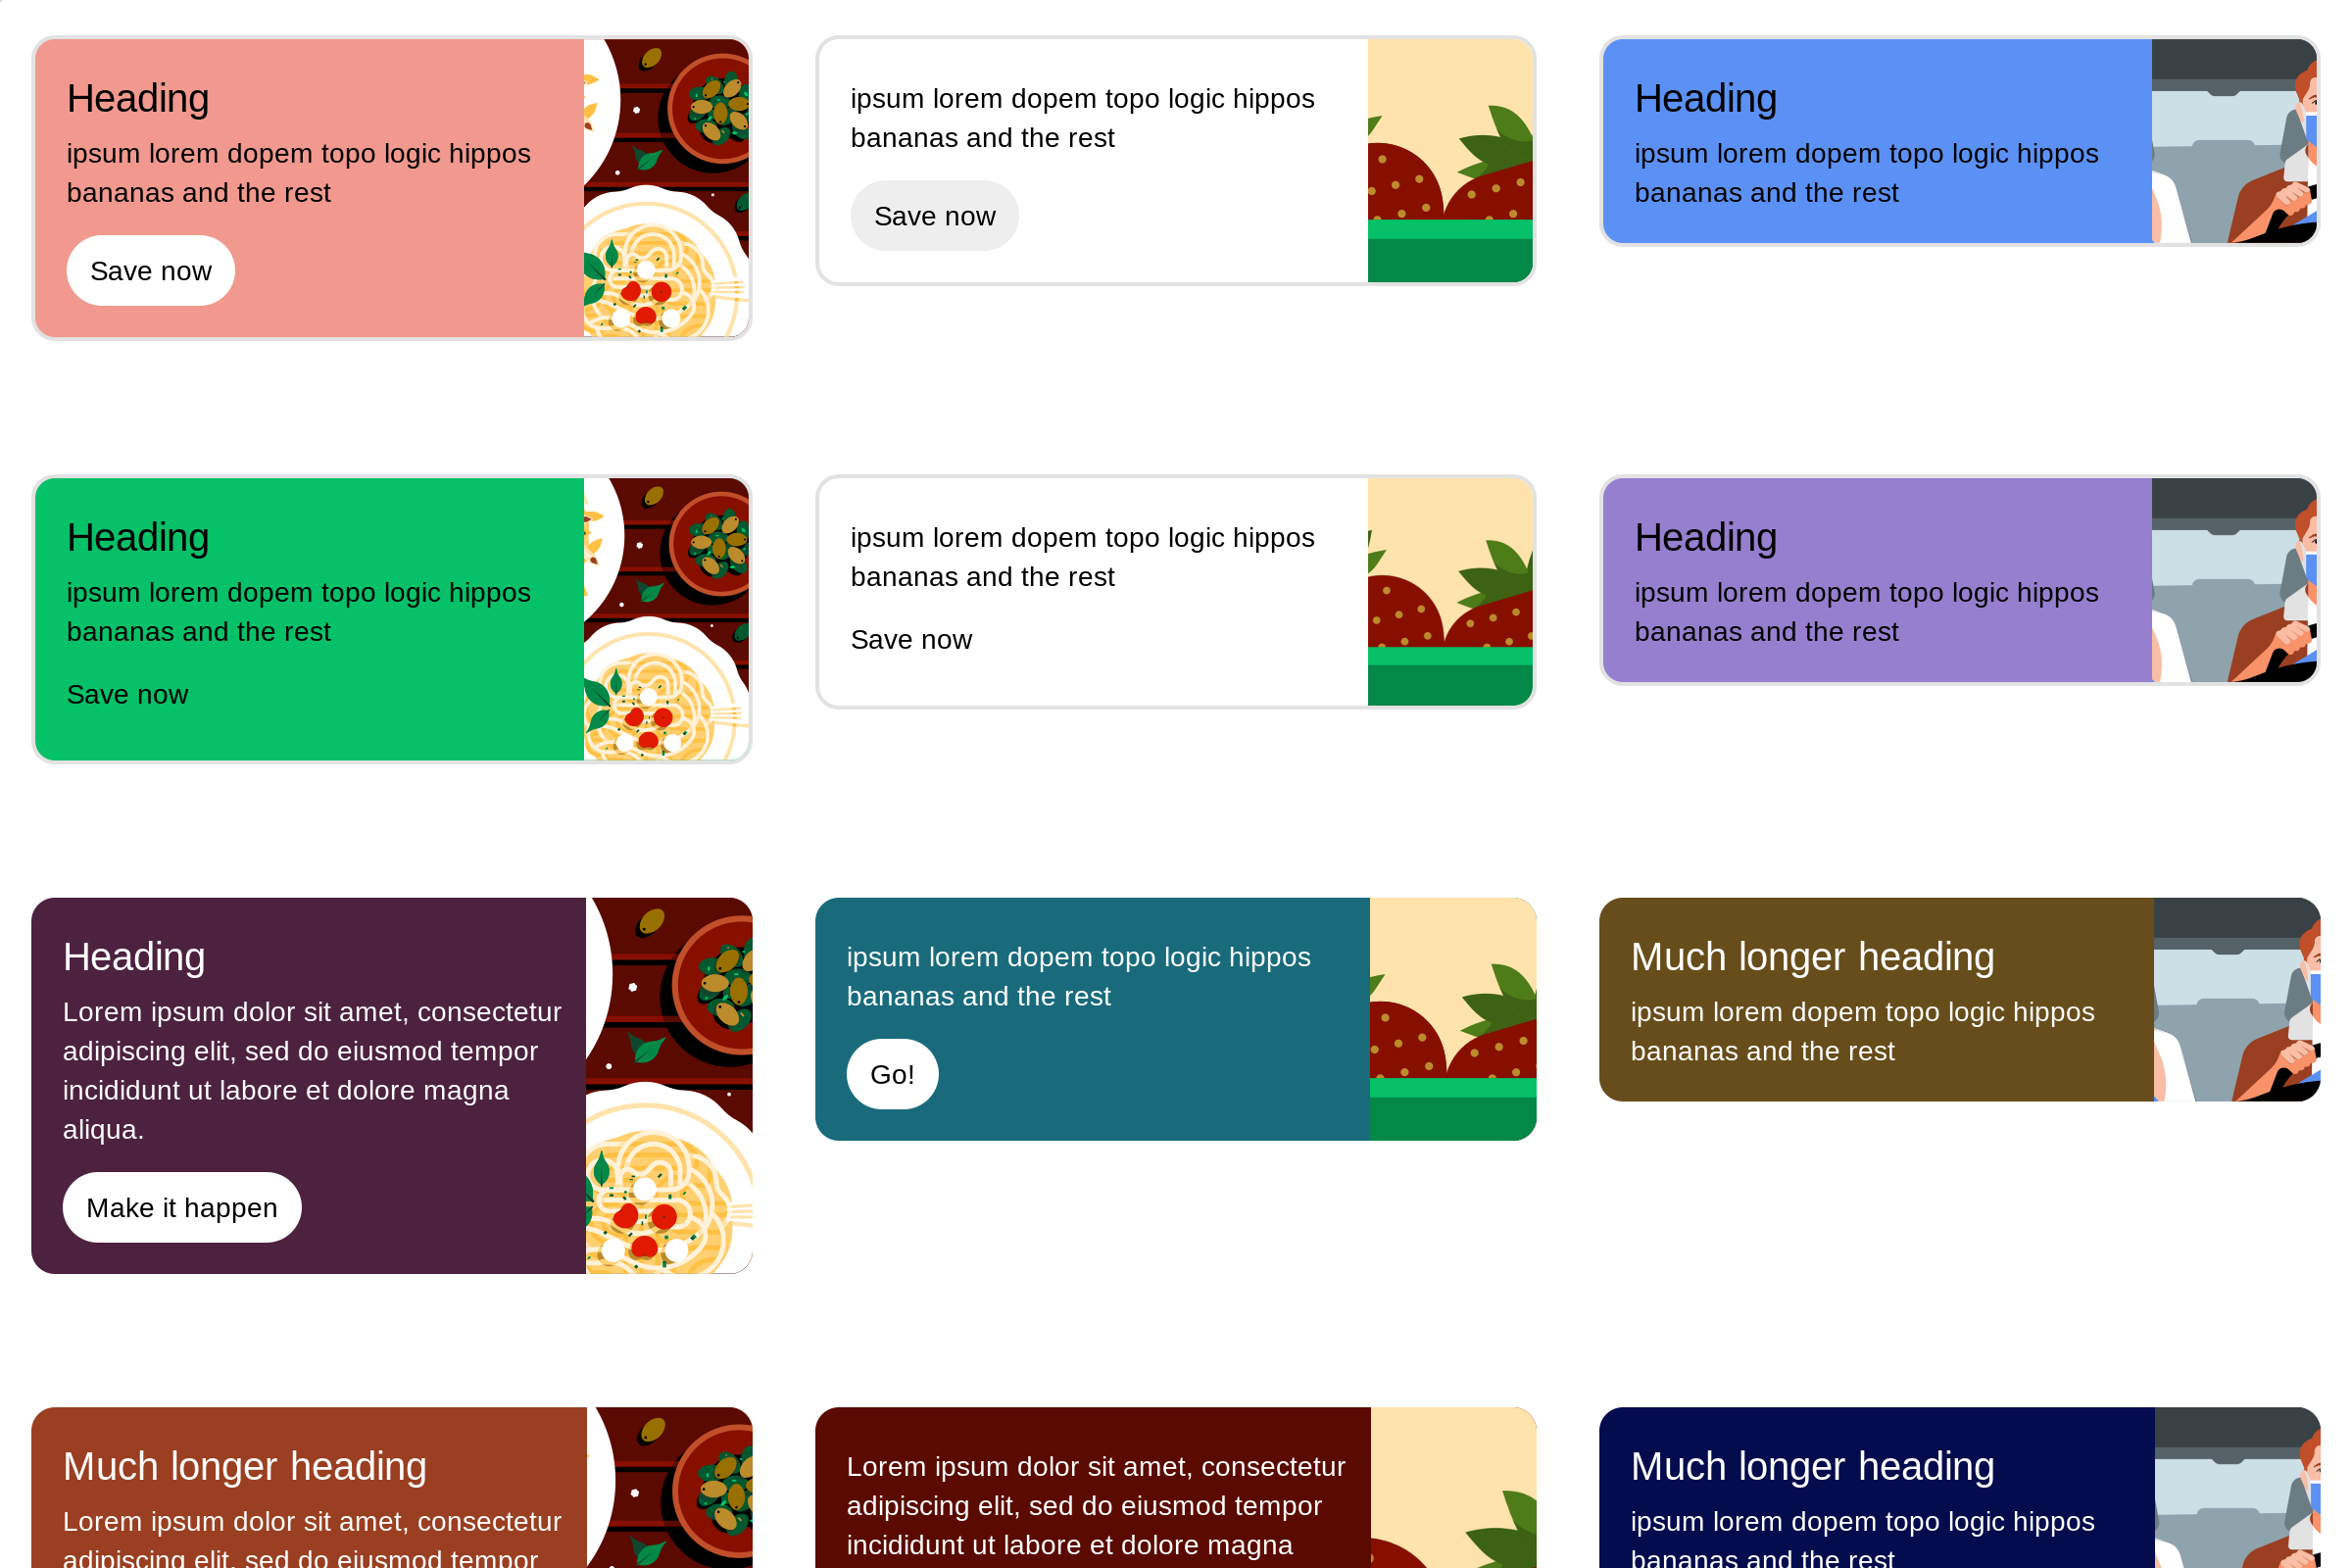 Heading
ipsum lorem dopem topo logic hippos
bananas and the rest
Save now
ipsum lorem dopem topo logic hippos
bananas and the rest
Save now
Heading
ipsum lorem dopem topo logic hippos
bananas and the rest
Heading
ipsum lorem dopem topo logic hippos
bananas and the rest
Save now
ipsum lorem dopem topo logic hippos
bananas and the rest
Save now
Heading
ipsum lorem dopem topo logic hippos
bananas and the rest
Heading
Lorem ipsum dolor sit amet, consectetur
adipiscing elit, sed do eiusmod tempor
incididunt ut labore et dolore magna
aliqua.
Make it happen
ipsum lorem dopem topo logic hippos
bananas and the rest
Go!
Much longer heading
ipsum lorem dopem topo logic hippos
bananas and the rest
Much longer heading
Lorem ipsum dolor sit amet, consectetur
adipiscing elit, sed do eiusmod tempor
Lorem ipsum dolor sit amet, consectetur
adipiscing elit, sed do eiusmod tempor
incididunt ut labore et dolore magna
Much longer heading
ipsum lorem dopem topo logic hippos
bananas and the rest